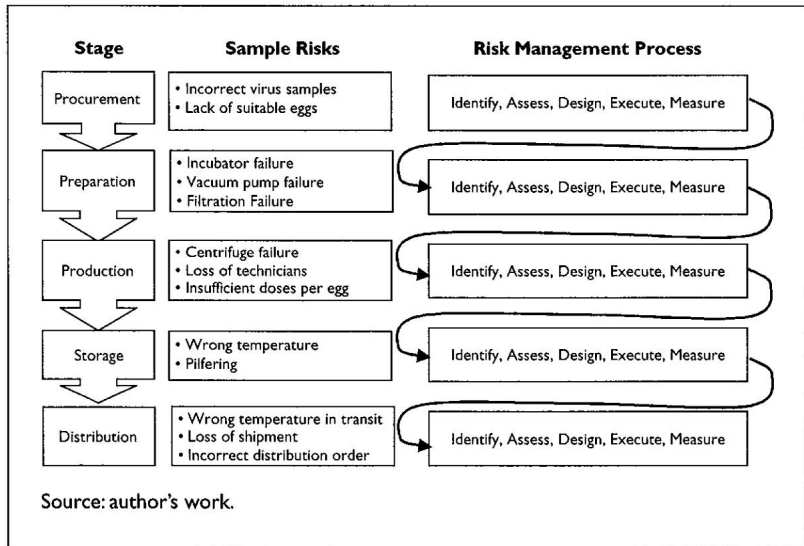 Stage Sample Risks Risk Management Process
Procurement
• Incorrect virus samples
• Lack of suitable eggs
Identify, Assess, Design, Execute, Measure
Preparation
• Incubator failure
• Vacuum pump failure
• Filtration Failure
Identify, Assess, Design, Execute, Measure
Production
• Centrifuge failure
• Loss of technicians
• Insufficient doses per egg
Identify, Assess, Design, Execute, Measure
Storage
• Wrong temperature
• Pilfering
Identify, Assess, Design, Execute, Measure
Distribution
• Wrong temperature in transit
• Loss of shipment
• Incorrect distribution order
Identify, Assess, Design, Execute, Measure
Source: author's work.